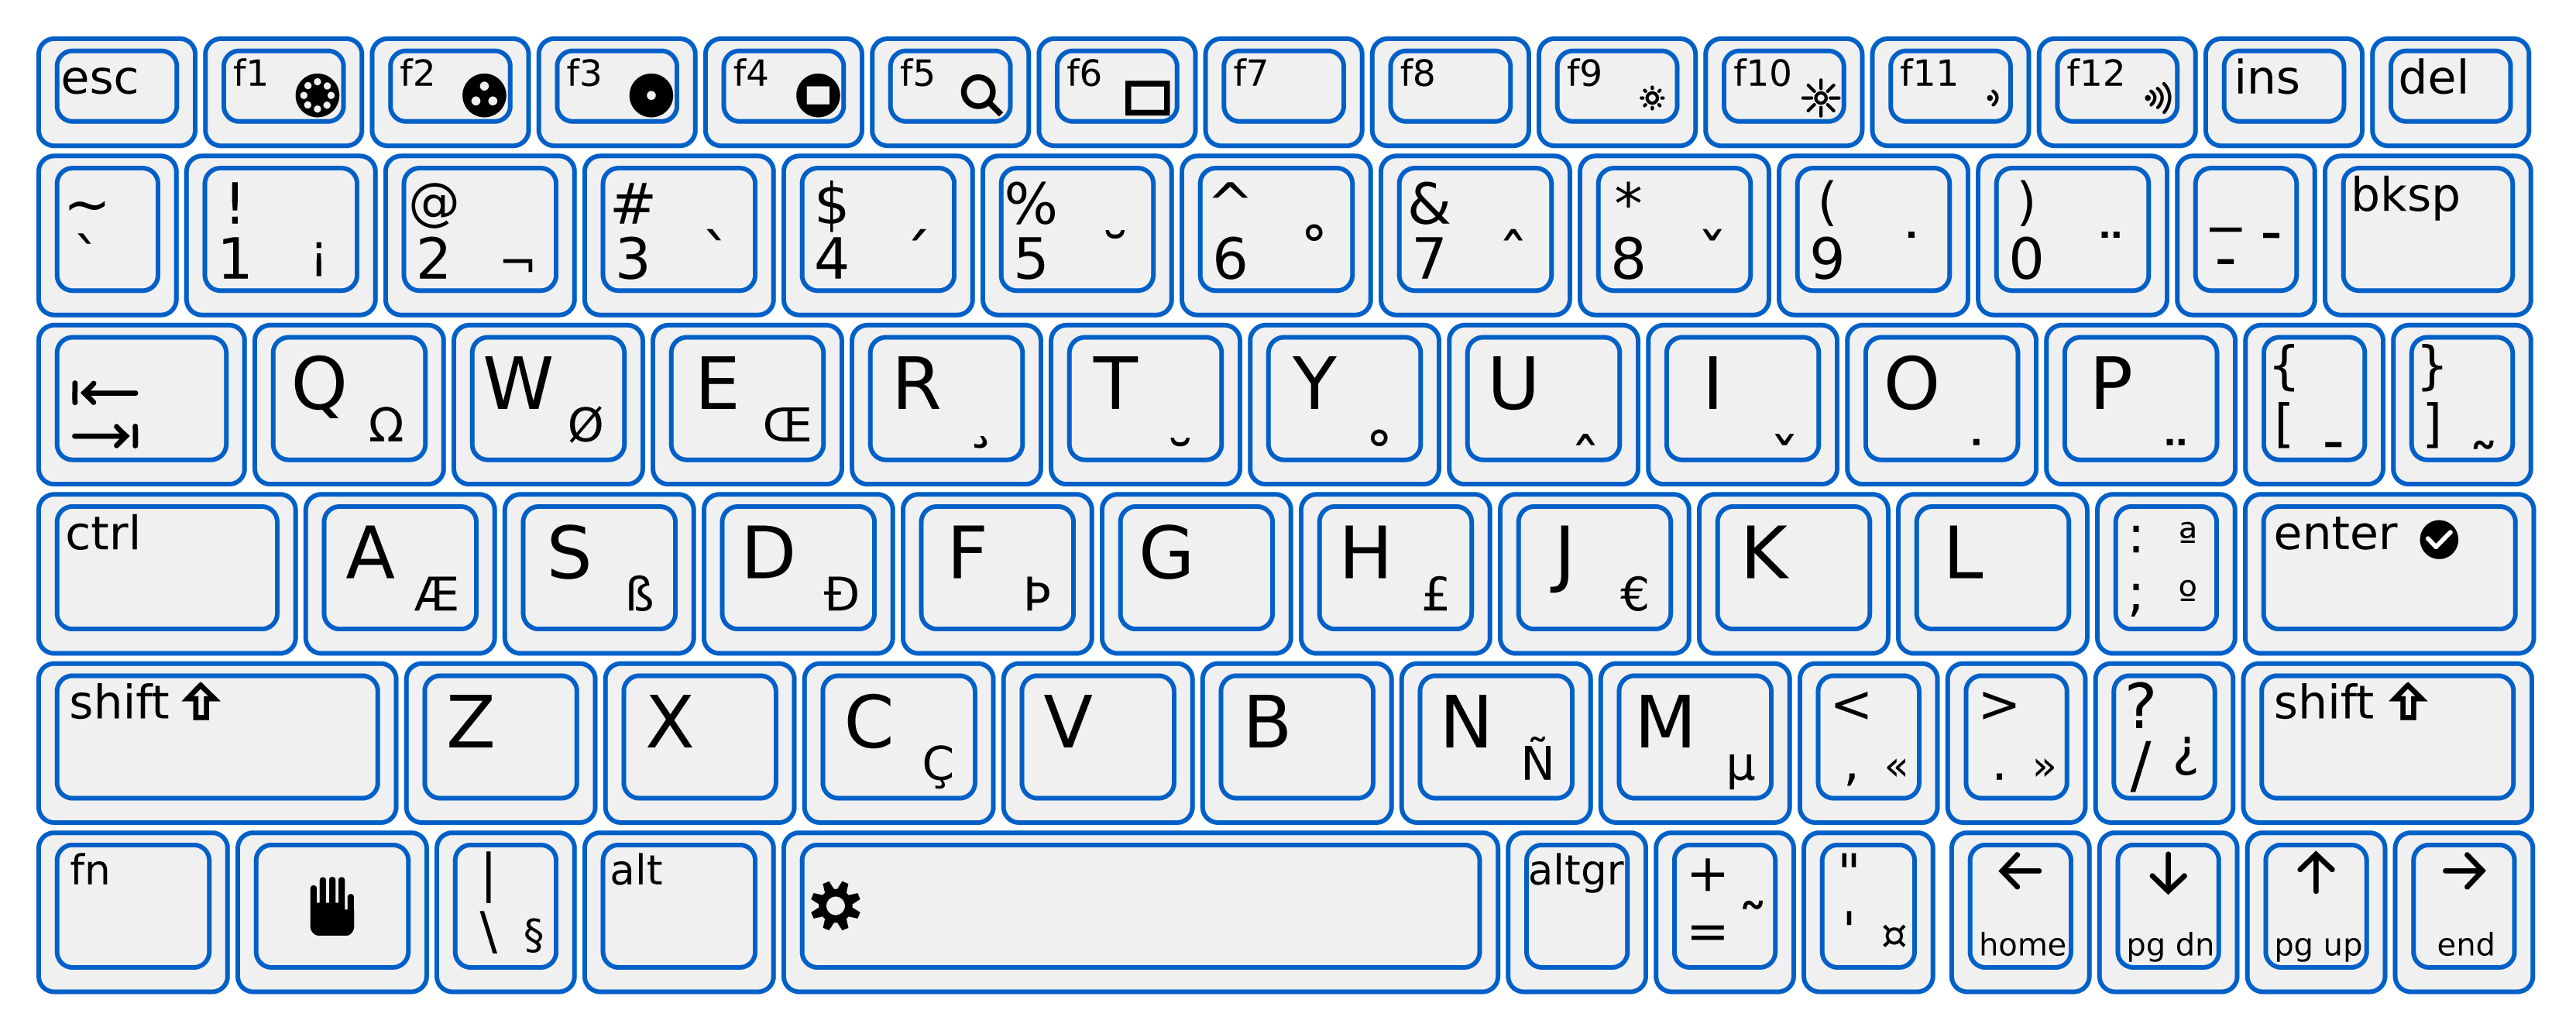 esc f1 f2 f3 f4 f5 f6 f7 f8 f9 f10 f11 f12 ins del
~ ! @ # $ % ^ & * ( ) _ - bksp
` 1 ¡ 2 ¬ 3 ` 4 ´ 5 ˘ 6 ° 7 ^ 8 ˇ 9 ˙ 0 ¨ -
Q W E R T Y U I O P { }
Ω Ø Œ ¸ ˘ ° ^ ˇ . ¨ [ - ] ~
ctrl A S D F G H J K L : ª enter
Æ ß Đ Þ £ € ; º
shift Z X C V B N M < > ? shift
Ç Ñ µ , « . » / ¿
fn | alt altgr + " ← ↓ ↑ →
\ § = ~ ' ¤ home pg dn pg up end